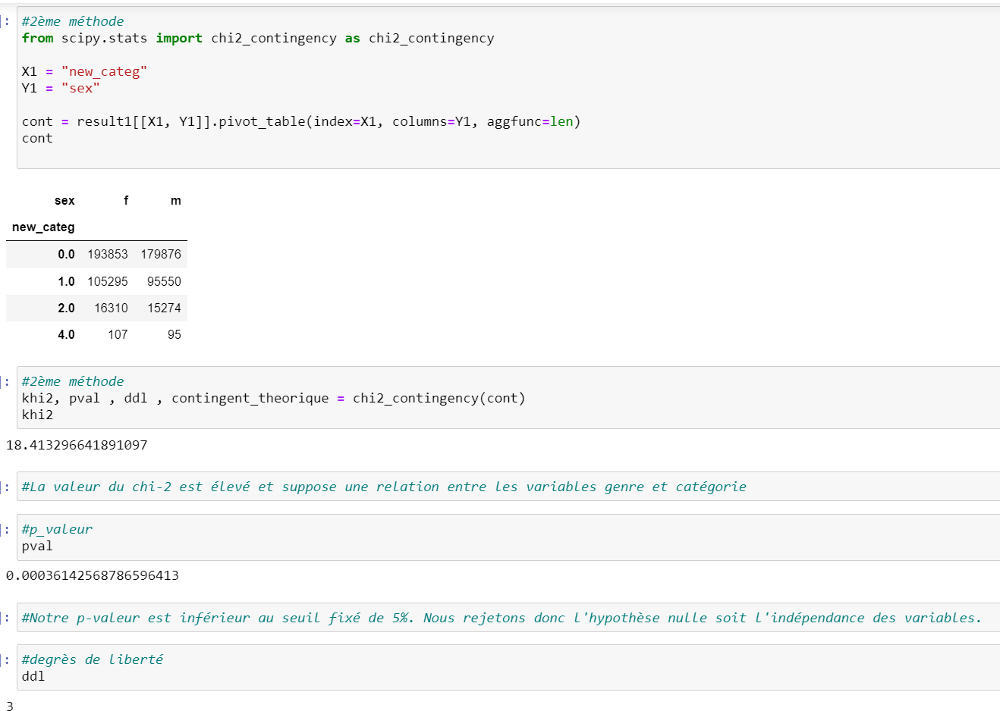 ]: #2ème méthode
from scipy.stats import chi2_contingency as chi2_contingency
X1 = "new_categ"
Y1 = "sex"
cont = result1[[X1, Y1]].pivot_table(index=X1, columns=Y1, aggfunc=len)
cont
sex f m
new_categ
0.0 193853 179876
1.0 105295 95550
2.0 16310 15274
4.0 107 95
]: #2ème méthode
khi2, pval , ddl , contingent_theorique = chi2_contingency(cont)
khi2
18.413296641891097
]: #La valeur du chi-2 est élevé et suppose une relation entre les variables genre et catégorie
]: #p_valeur
pval
0.00036142568786596413
]: #Notre p-valeur est inférieur au seuil fixé de 5%. Nous rejetons donc l'hypothèse nulle soit l'indépendance des variables.
]: #degrès de liberté
ddl
3